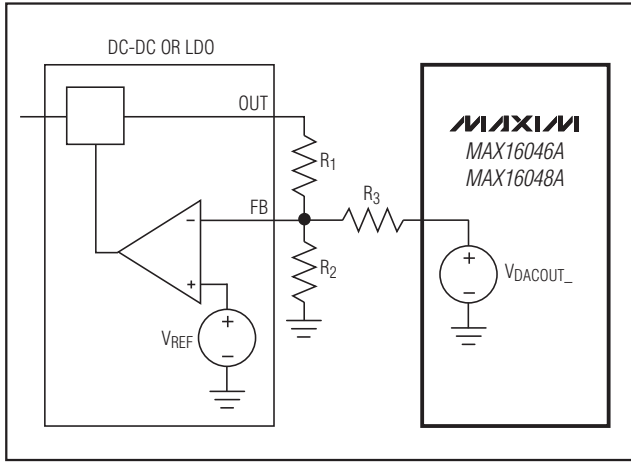 DC-DC OR LDO
OUT
MAXIM
MAX16046A
MAX16048A
R1
R3
FB
−
R2
+
VREF
+
−
+
−
VDACOUT_